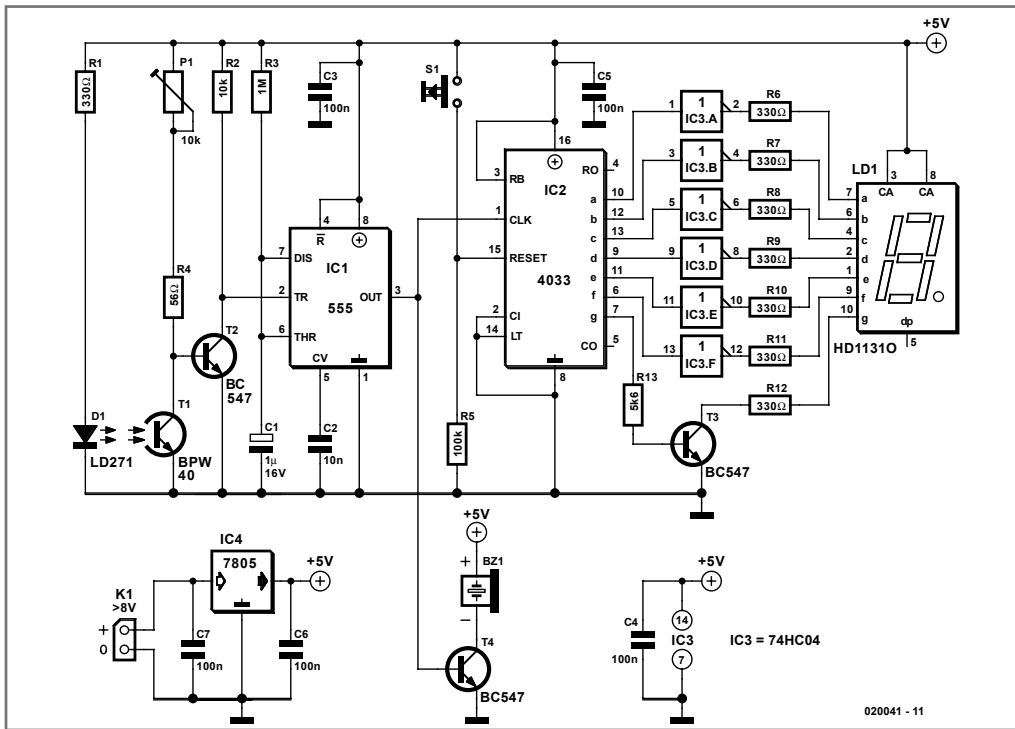 +5V
R1
330Ω
P1
10k
R2
10k
R3
1M
C3
100n
S1
C5
100n
R4
56Ω
T1
BPW
40
D1
LD271
T2
BC
547
4
R
8
7
DIS
IC1
2
TR
555
OUT
3
6
THR
CV
5
1
C1
1µ
16V
C2
10n
R5
100k
16
3
RB
IC2
RO
4
1
CLK
a
10
b
12
15
RESET
c
13
4033
d
9
e
11
2
CI
f
6
14
LT
g
7
CO
5
8
1
1
IC3.A
2
R6
330Ω
3
1
IC3.B
4
R7
330Ω
5
1
IC3.C
6
R8
330Ω
9
1
IC3.D
8
R9
330Ω
11
1
IC3.E
10
R10
330Ω
13
1
IC3.F
12
R11
330Ω
R12
330Ω
R13
5k6
T3
BC547
LD1
3
8
CA
CA
7
a
6
b
4
c
2
d
1
e
9
f
10
g
dp
5
HD1131O
K1
>8V
+
0
IC4
7805
+5V
C7
100n
C6
100n
+5V
+
BZ1
–
T4
BC547
+5V
C4
100n
14
IC3
7
IC3 = 74HC04
020041 - 11